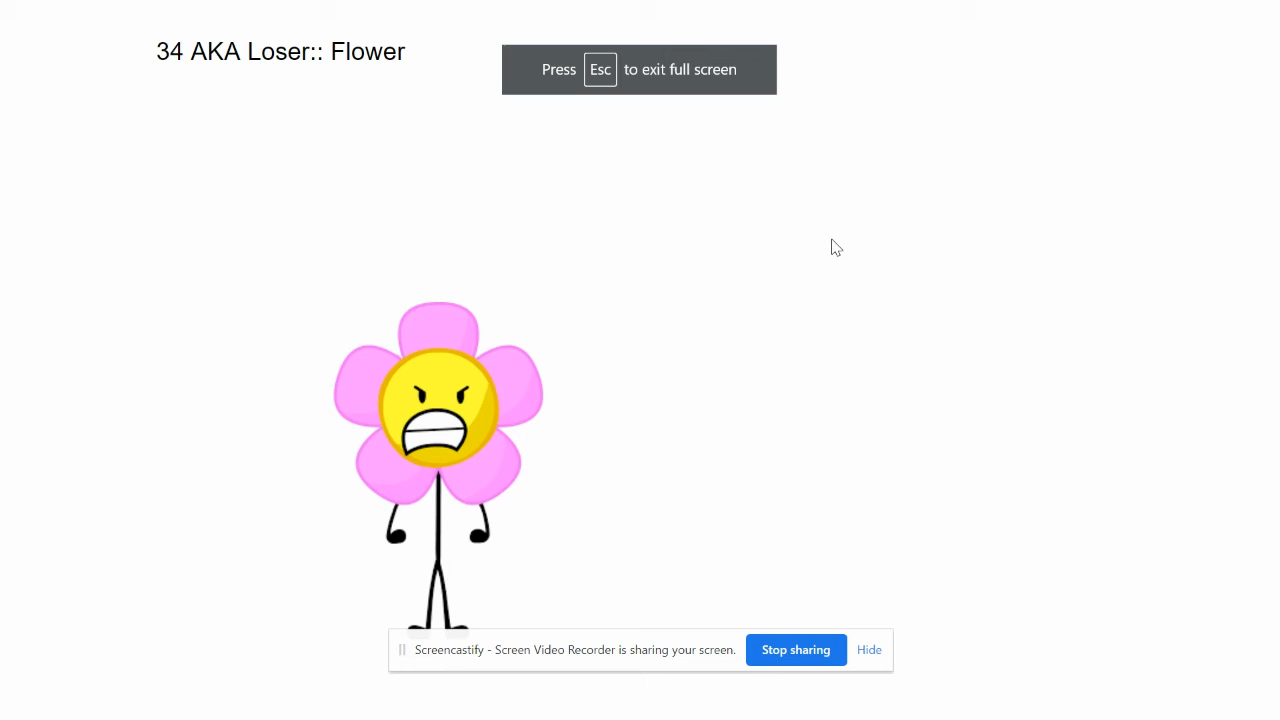 34 AKA Loser:: Flower
Press Esc to exit full screen
Screencastify - Screen Video Recorder is sharing your screen. Stop sharing Hide